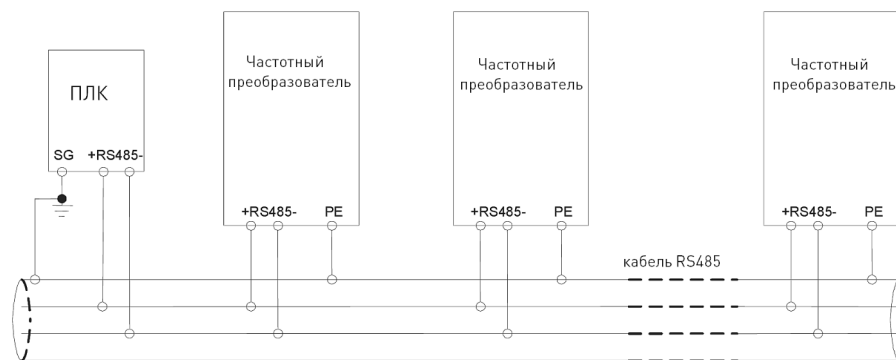 ПЛК
SG +RS485-
Частотный
преобразователь
+RS485- PE
Частотный
преобразователь
+RS485- PE
Частотный
преобразователь
+RS485- PE
кабель RS485